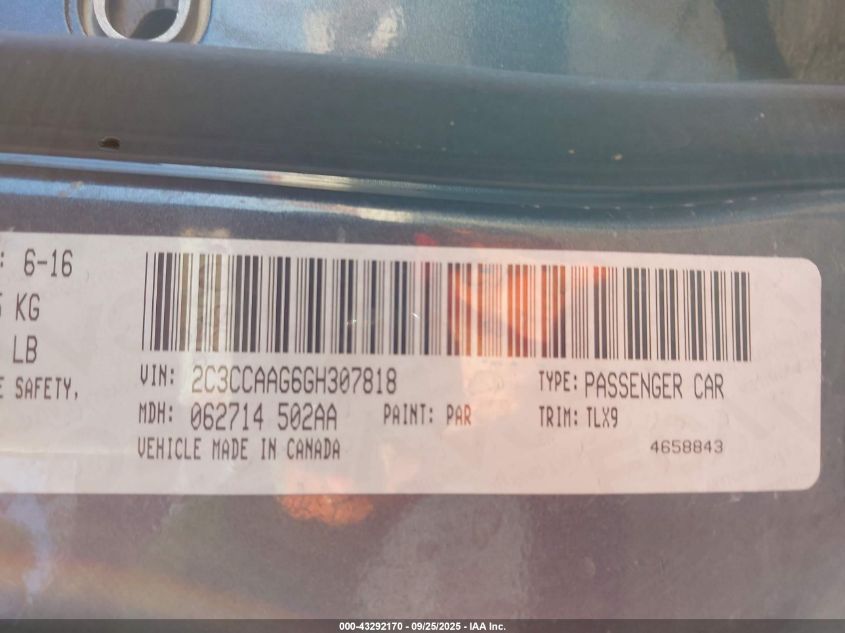 : 6-16
KG
LB
E SAFETY,
VIN: 2C3CCAAG6GH307818 TYPE: PASSENGER CAR
MDH: 062714 502AA PAINT: PAR TRIM: TLX9
VEHICLE MADE IN CANADA 4658843
000-43292170 - 09/25/2025 - IAA Inc.